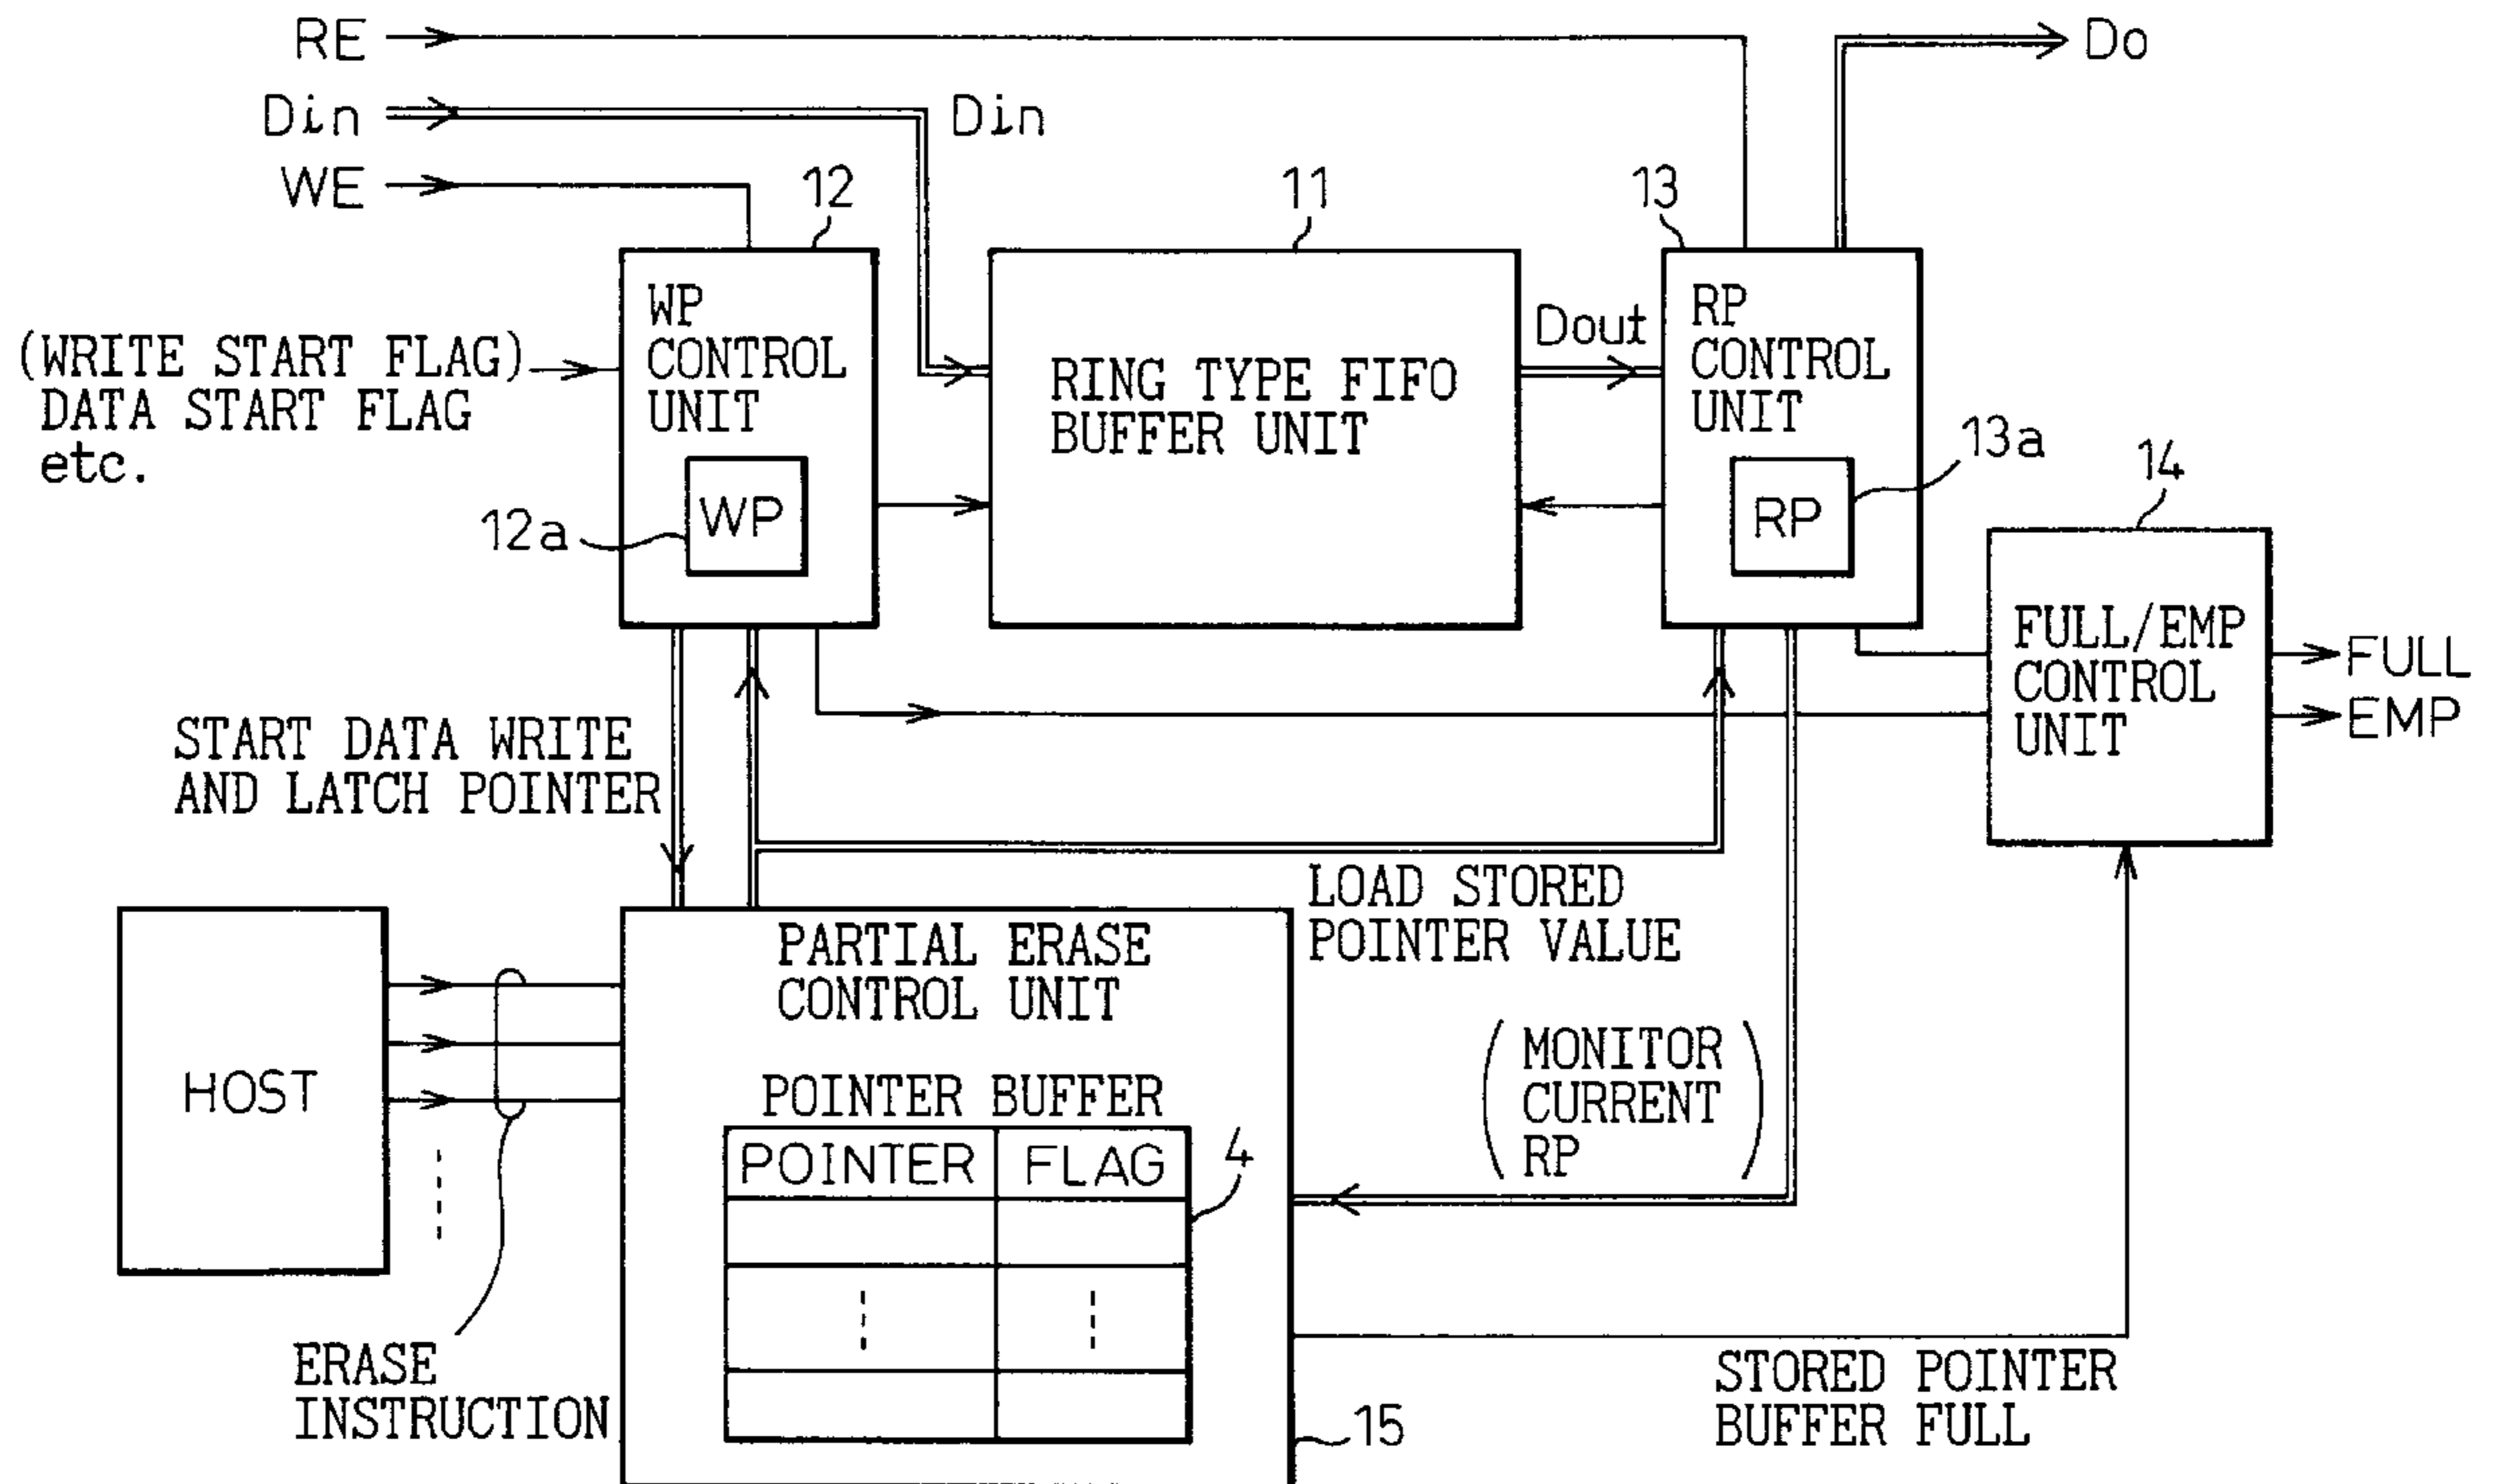 RE
Do
Din
Din
WE
12
11
13
WP
CONTROL
UNIT
(WRITE START FLAG)
DATA START FLAG
etc.
12a
WP
RING TYPE FIFO
BUFFER UNIT
Dout
RP
CONTROL
UNIT
13a
RP
14
FULL/EMP
CONTROL
UNIT
FULL
EMP
START DATA WRITE
AND LATCH POINTER
LOAD STORED
POINTER VALUE
HOST
PARTIAL ERASE
CONTROL UNIT
POINTER BUFFER
POINTER FLAG
4
(MONITOR
CURRENT
RP)
ERASE
INSTRUCTION
15
STORED POINTER
BUFFER FULL